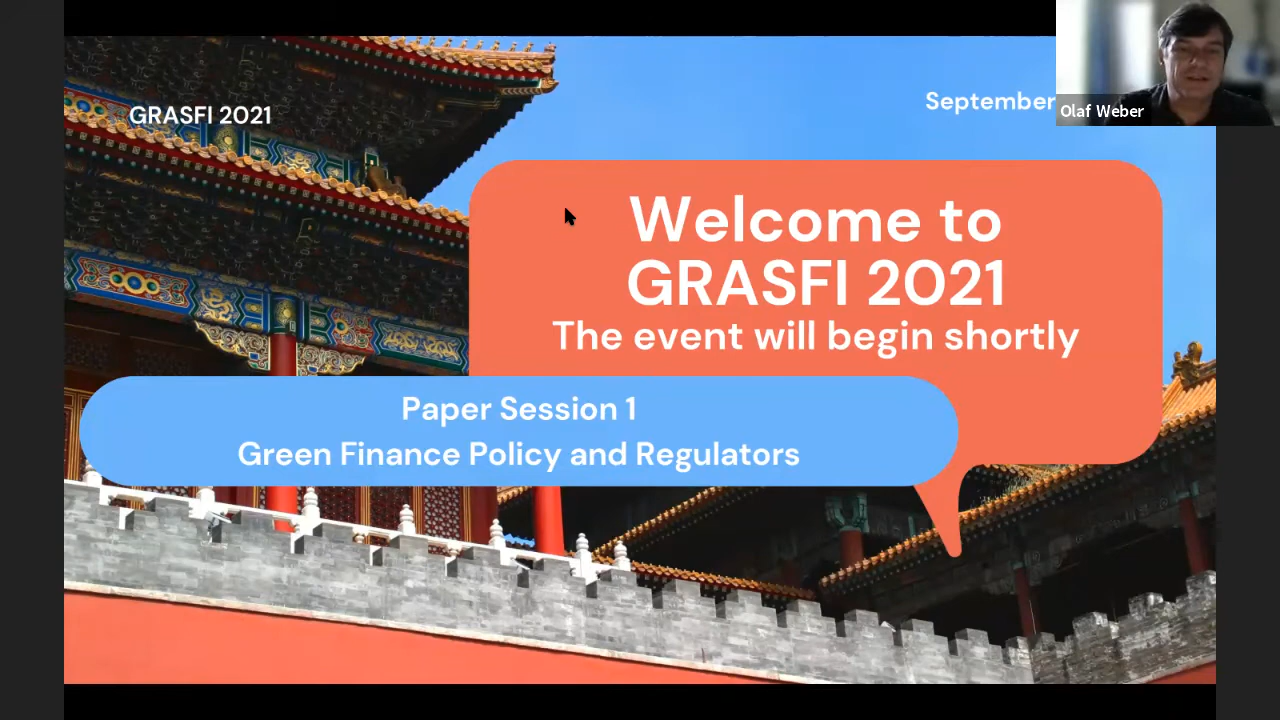 GRASFI 2021
September
Olaf Weber
Welcome to
GRASFI 2021
The event will begin shortly
Paper Session 1
Green Finance Policy and Regulators